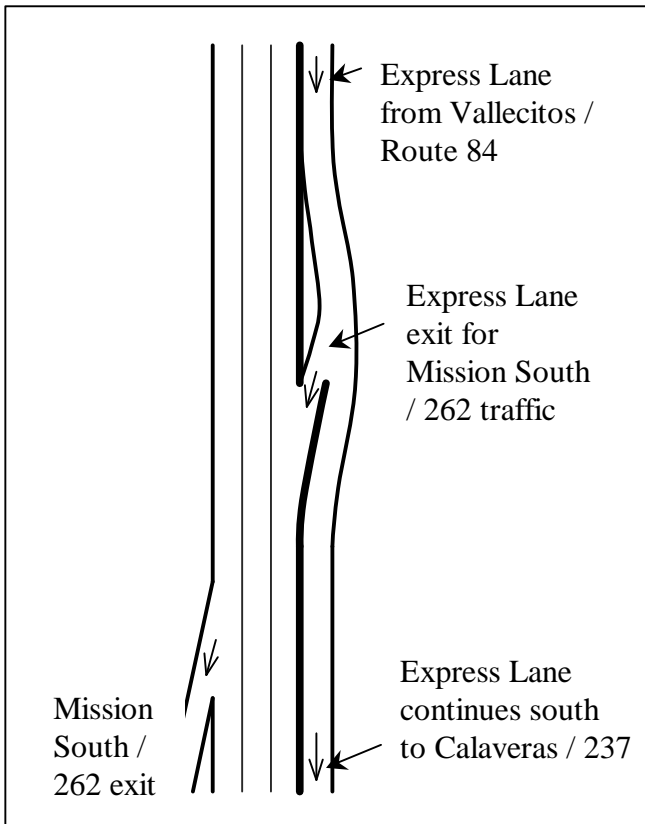 Express Lane
from Vallecitos /
Route 84
Express Lane
exit for
Mission South
/ 262 traffic
Express Lane
continues south
to Calaveras / 237
Mission
South /
262 exit